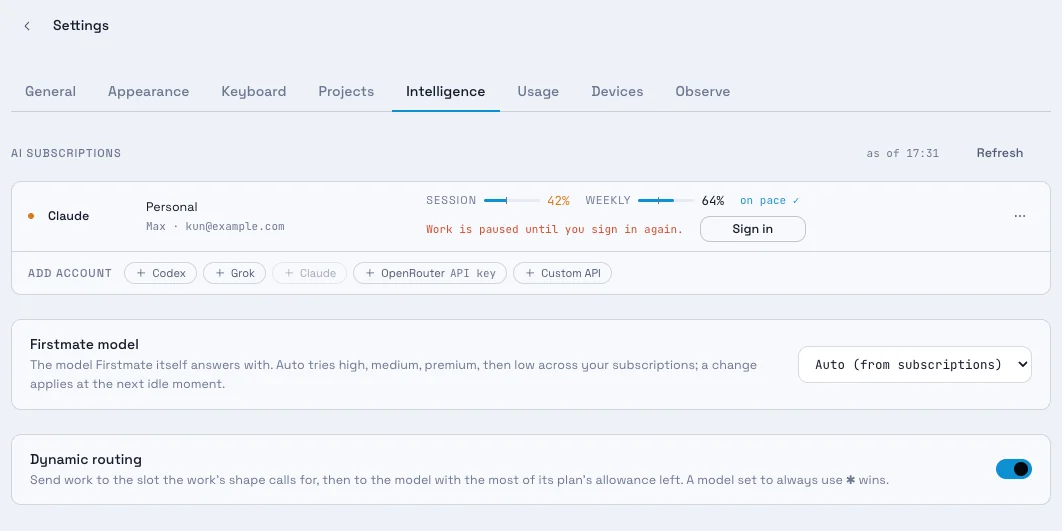 Settings
General Appearance Keyboard Projects Intelligence Usage Devices Observe
AI SUBSCRIPTIONS as of 17:31 Refresh
Claude Personal SESSION 42% WEEKLY 64% on pace ✓ ...
Max · kun@example.com Work is paused until you sign in again. Sign in
ADD ACCOUNT + Codex + Grok + Claude + OpenRouter API key + Custom API
Firstmate model
The model Firstmate itself answers with. Auto tries high, medium, premium, then low across your subscriptions; a change
applies at the next idle moment.
Auto (from subscriptions)
Dynamic routing
Send work to the slot the work's shape calls for, then to the model with the most of its plan's allowance left. A model set to always use ✱ wins.